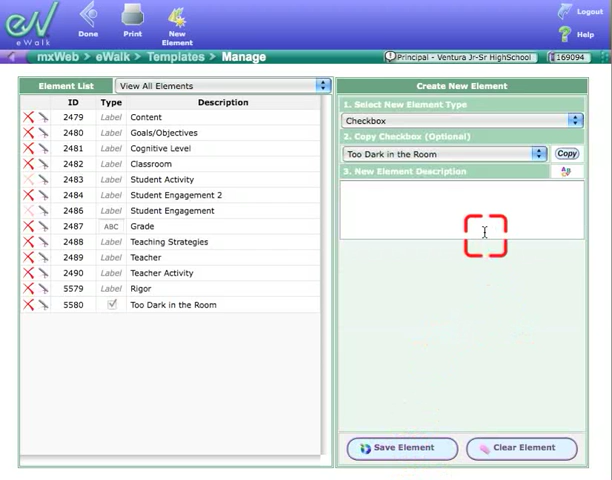 eW
eWalk
Done
Print
New
Element
Logout
Help
mxWeb > eWalk > Templates > Manage
Principal - Ventura Jr-Sr HighSchool
169094
Element List
View All Elements
ID Type Description
2479 Label Content
2480 Label Goals/Objectives
2481 Label Cognitive Level
2482 Label Classroom
2483 Label Student Activity
2484 Label Student Engagement 2
2486 Label Student Engagement
2487 ABC Grade
2488 Label Teaching Strategies
2489 Label Teacher
2490 Label Teacher Activity
5579 Label Rigor
5580 Too Dark in the Room
Create New Element
1. Select New Element Type
Checkbox
2. Copy Checkbox (Optional)
Too Dark in the Room
Copy
3. New Element Description
Save Element
Clear Element